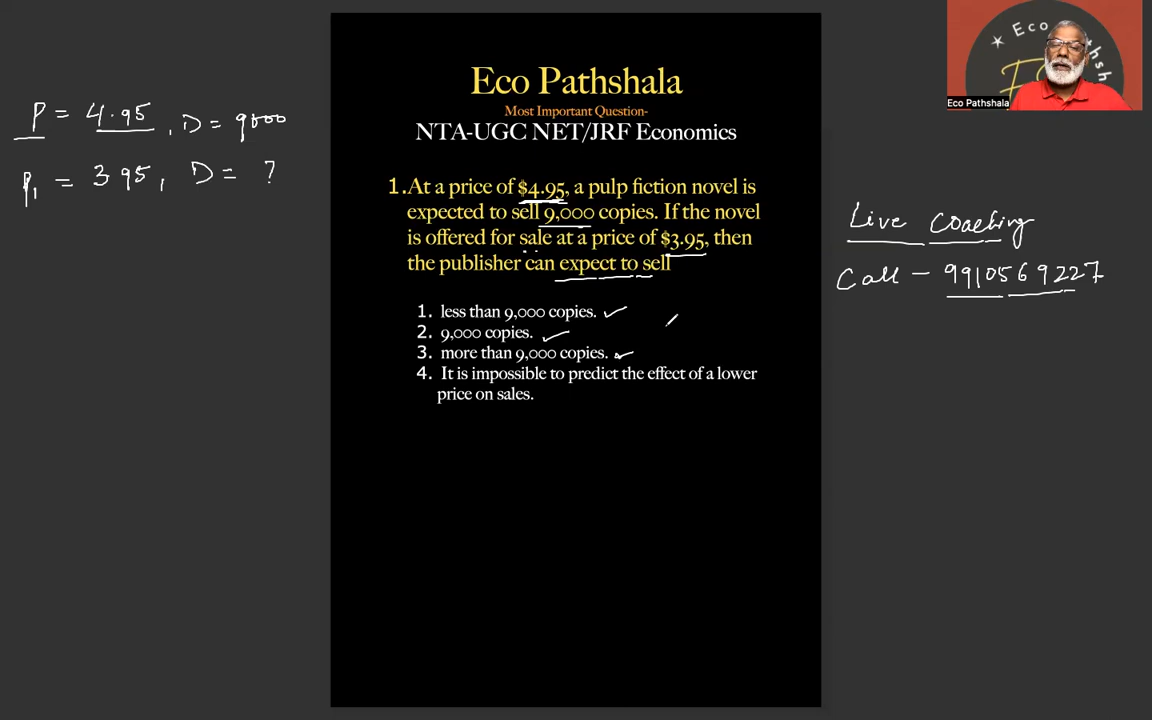 Eco Pathshala
Most Important Question-
NTA-UGC NET/JRF Economics
1.At a price of $4.95, a pulp fiction novel is
expected to sell 9,000 copies. If the novel
is offered for sale at a price of $3.95, then
the publisher can expect to sell
1. less than 9,000 copies.
2. 9,000 copies.
3. more than 9,000 copies.
4. It is impossible to predict the effect of a lower
price on sales.
P = 4.95, D = 9000
P1 = 3.95, D = ?
Live Coaching
Call - 9910569227
Eco
Eco Pathshala